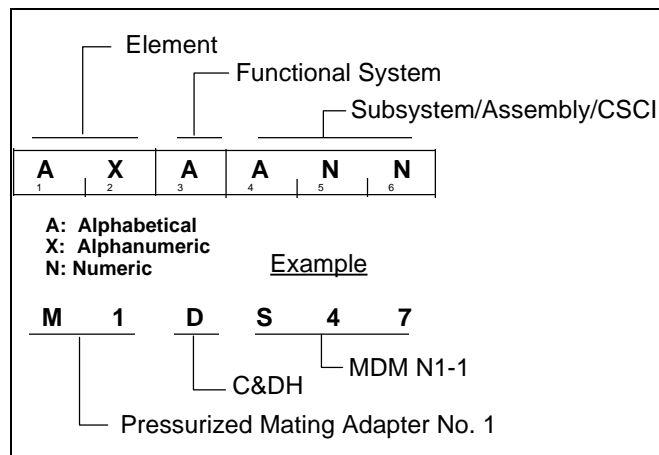 Element
Functional System
Subsystem/Assembly/CSCI
A X A A N N
1 2 3 4 5 6
A: Alphabetical
X: Alphanumeric
N: Numeric
Example
M 1 D S 4 7
MDM N1-1
C&DH
Pressurized Mating Adapter No. 1